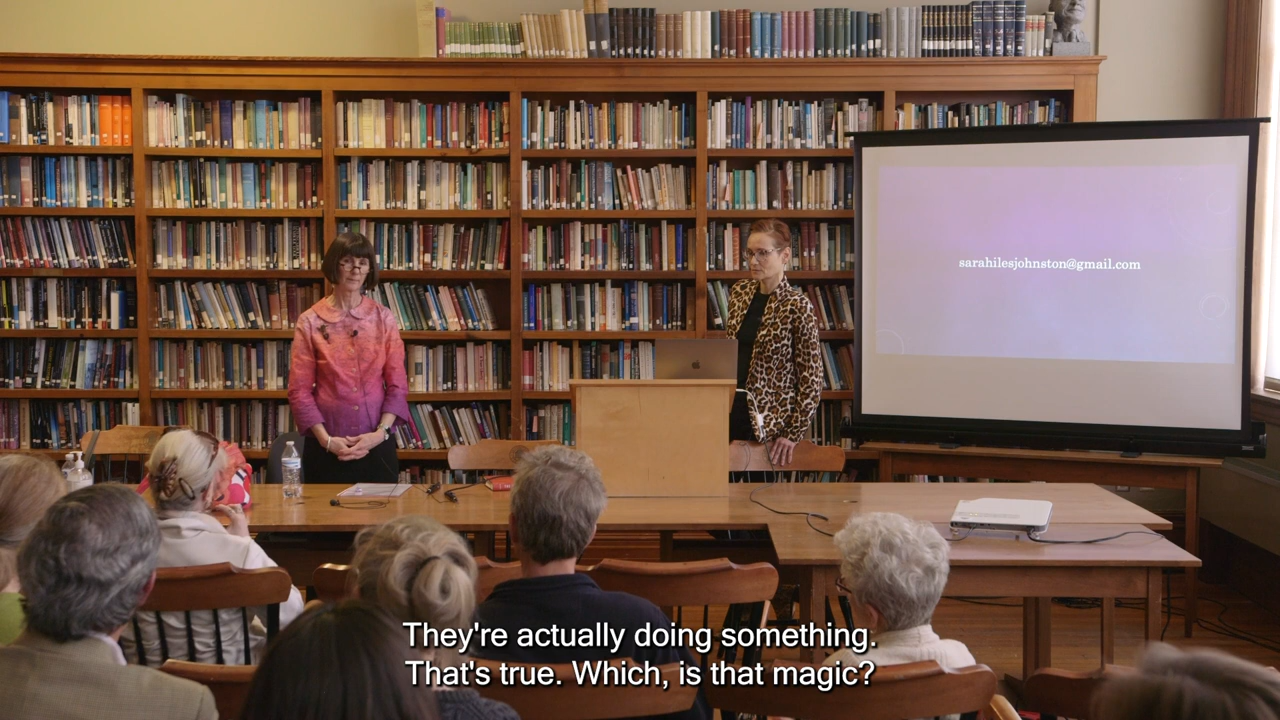 sarahilesjohnston@gmail.com
They're actually doing something.
That's true. Which, is that magic?